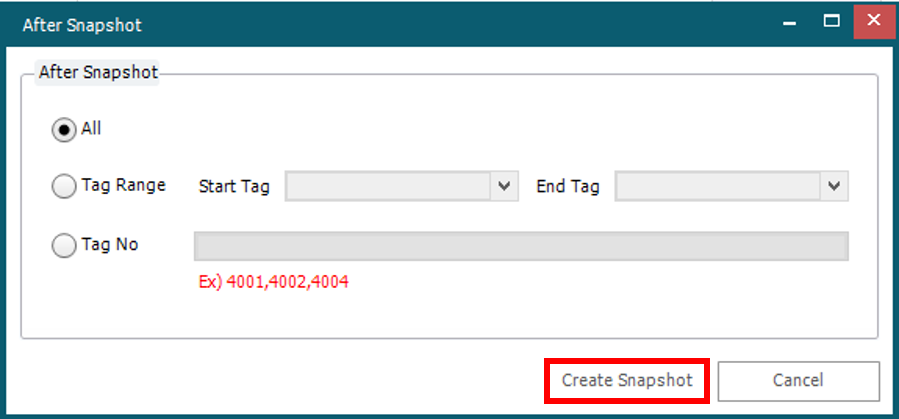 After Snapshot
After Snapshot
All
Tag Range Start Tag End Tag
Tag No
Ex) 4001,4002,4004
Create Snapshot Cancel